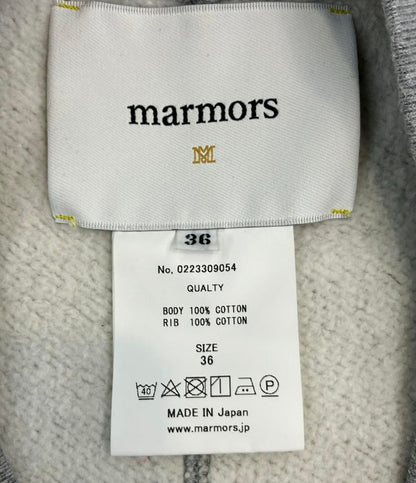 marmors
M
36
No. 0223309054
QUALTY
BODY 100% COTTON
RIB 100% COTTON
SIZE
36
40 P
MADE IN Japan
www.marmors.jp